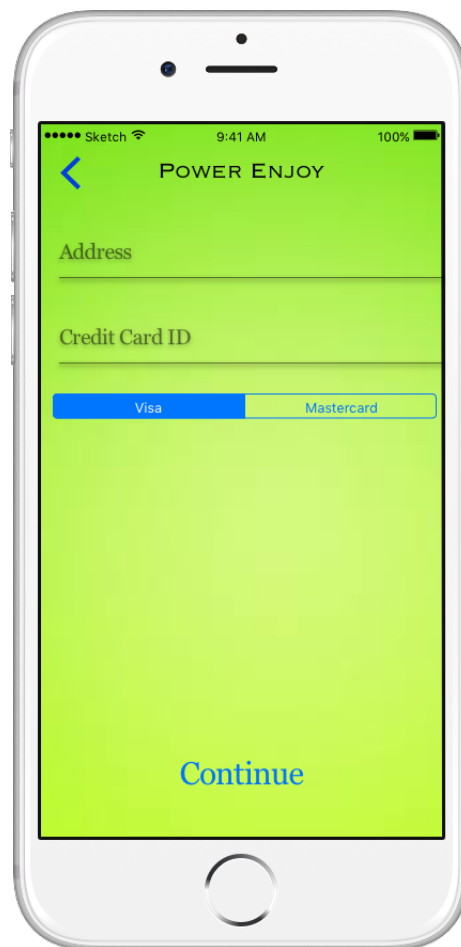 Sketch 9:41 AM 100%
Power Enjoy
Address
Credit Card ID
Visa Mastercard
Continue